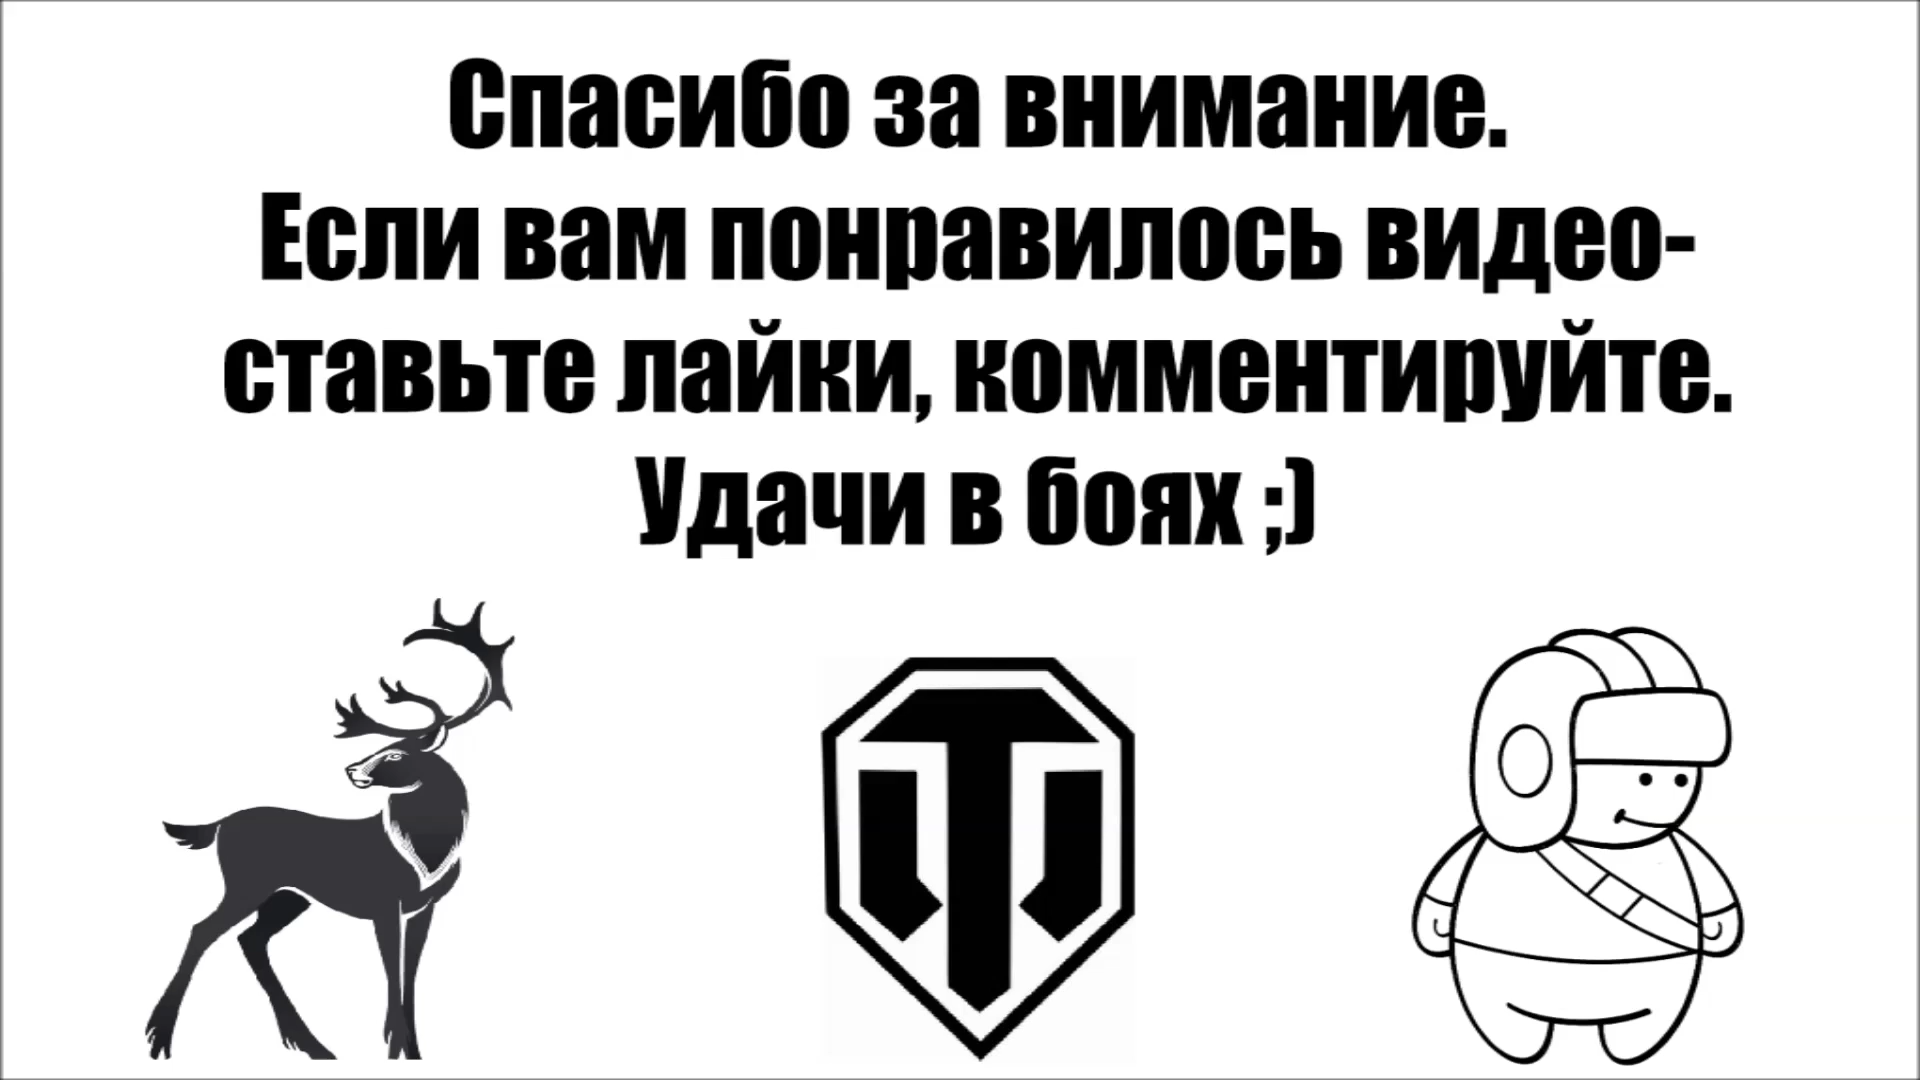 Спасибо за внимание.
Если вам понравилось видео-
ставьте лайки, комментируйте.
Удачи в боях ;)